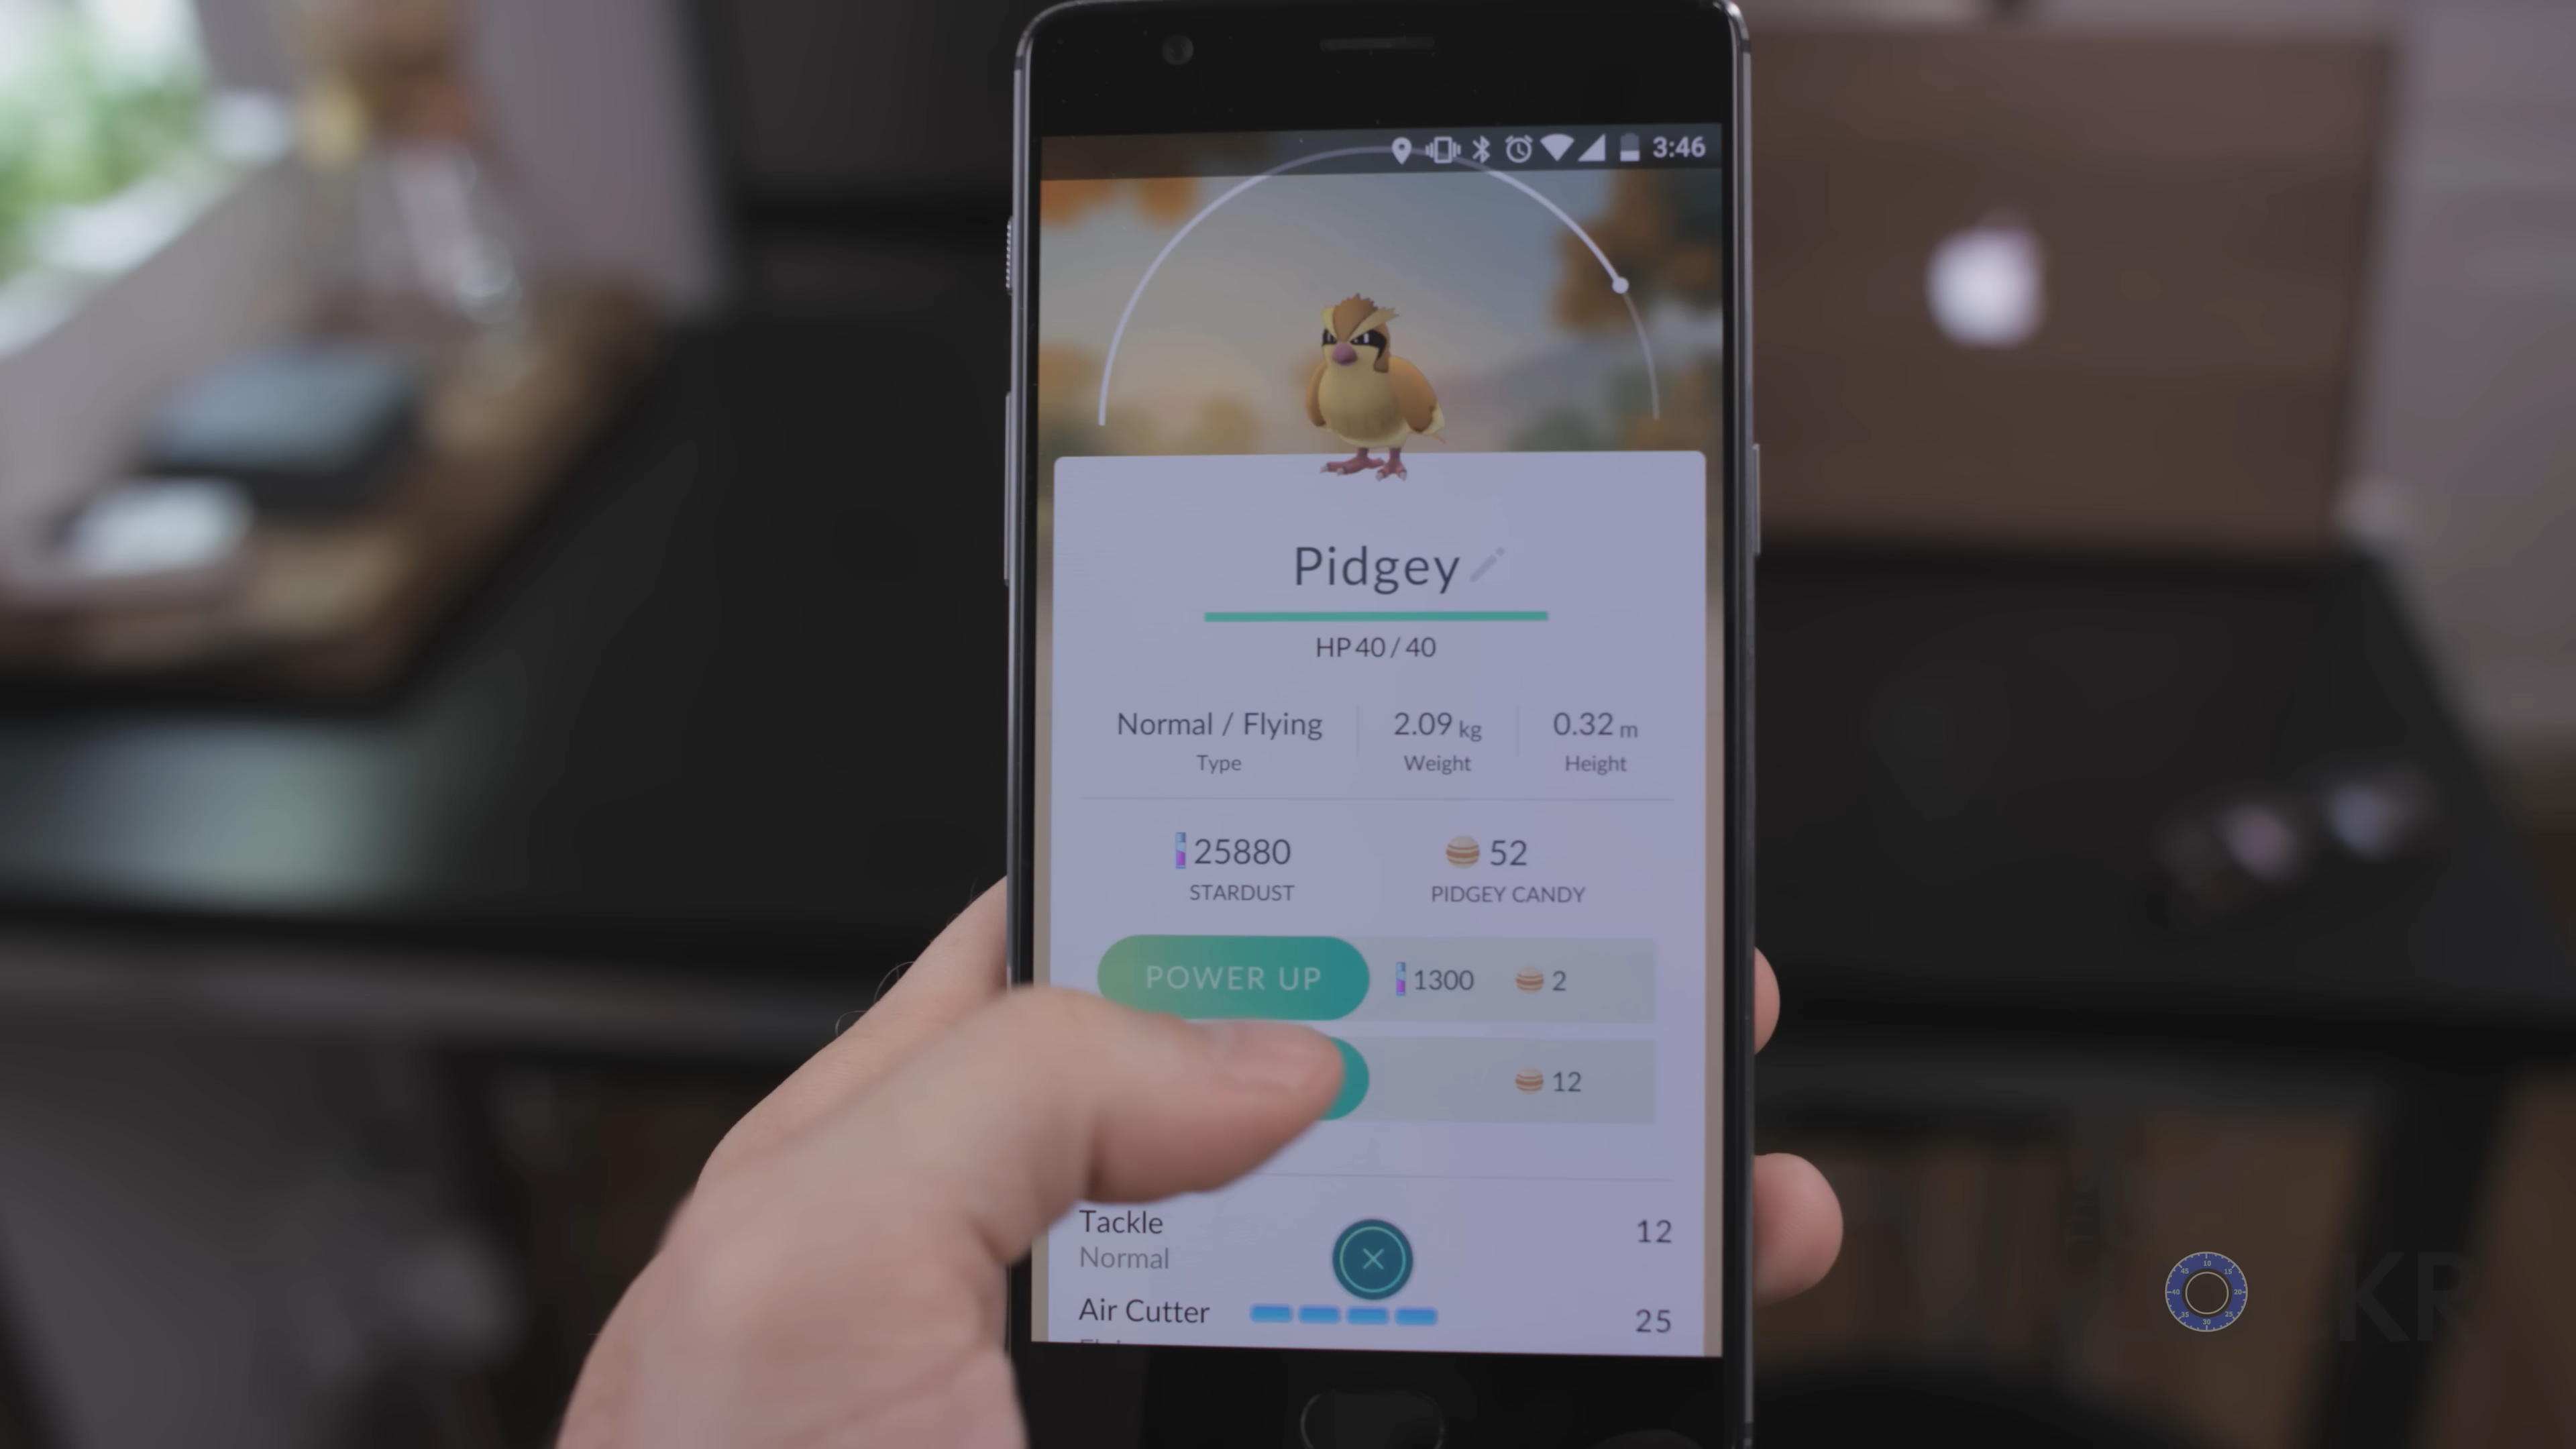 3:46
Pidgey
HP 40 / 40
Normal / Flying
Type
2.09 kg
Weight
0.32 m
Height
25880
STARDUST
52
PIDGEY CANDY
POWER UP
1300
2
12
Tackle
Normal
12
Air Cutter
25
KR